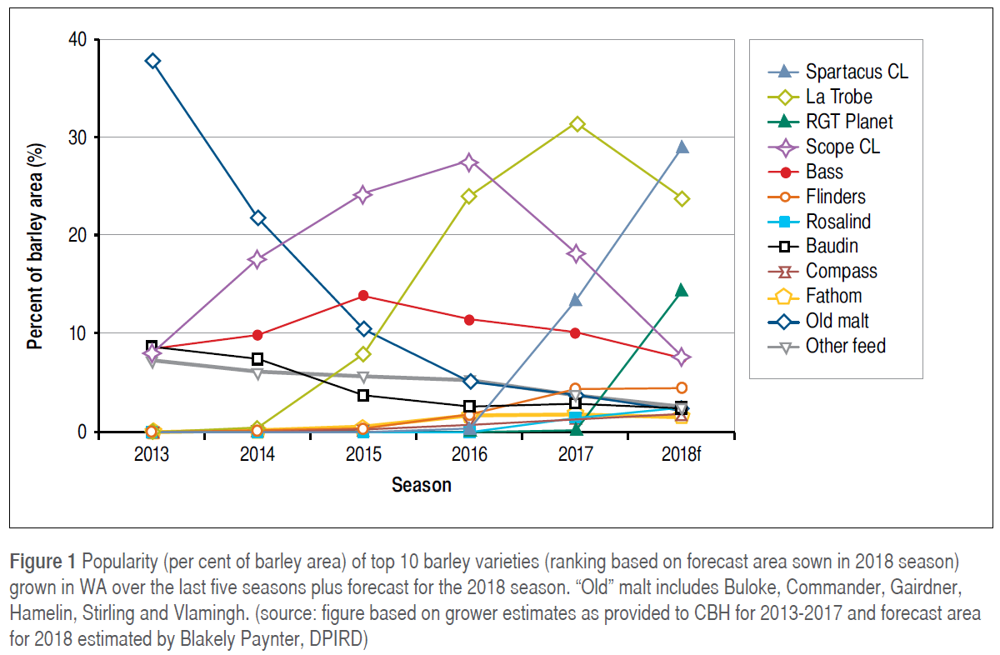 40
30
20
10
0
Percent of barley area (%)
2013
2014
2015
2016
2017
2018f
Season
Spartacus CL
La Trobe
RGT Planet
Scope CL
Bass
Flinders
Rosalind
Baudin
Compass
Fathom
Old malt
Other feed
Figure 1 Popularity (per cent of barley area) of top 10 barley varieties (ranking based on forecast area sown in 2018 season)
grown in WA over the last five seasons plus forecast for the 2018 season. “Old” malt includes Buloke, Commander, Gairdner,
Hamelin, Stirling and Vlamingh. (source: figure based on grower estimates as provided to CBH for 2013-2017 and forecast area
for 2018 estimated by Blakely Paynter, DPIRD)